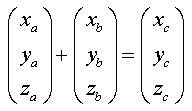 ( x_a ) + ( x_b ) = ( x_c )
( y_a ) + ( y_b ) = ( y_c )
( z_a ) + ( z_b ) = ( z_c )